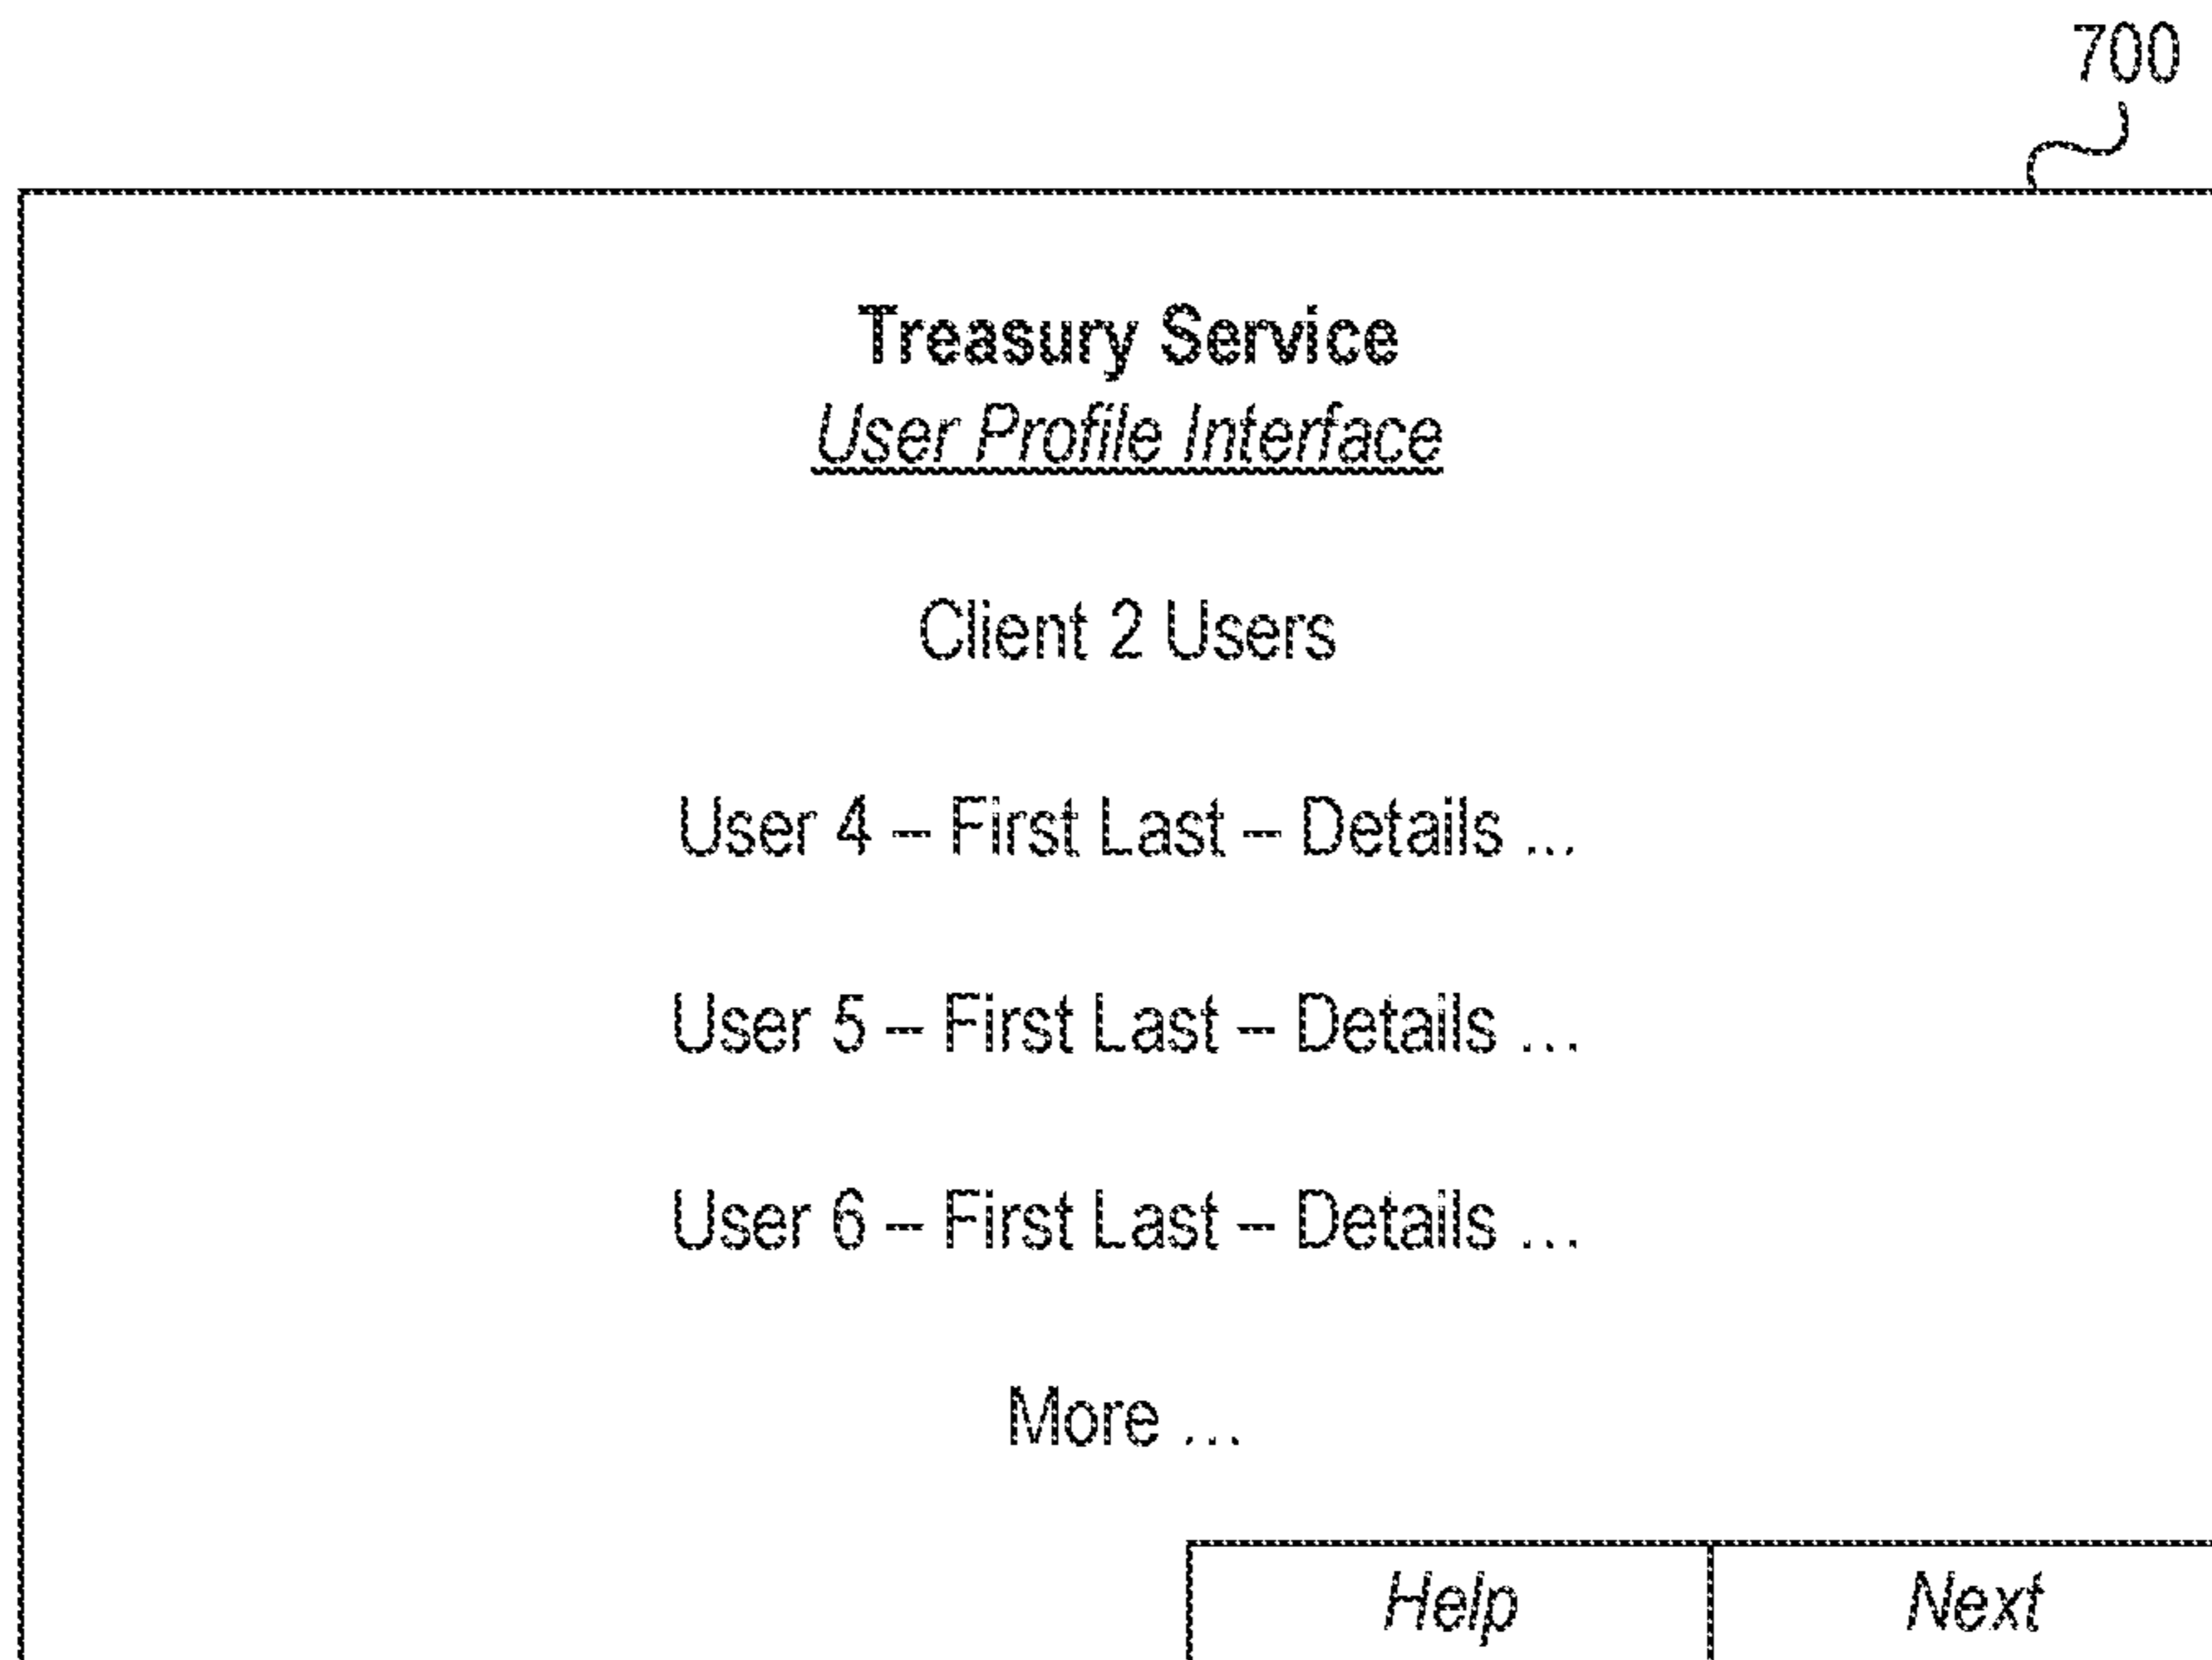 700
Treasury Service
User Profile Interface
Client 2 Users
User 4 – First Last – Details ...
User 5 – First Last – Details ...
User 6 – First Last – Details ...
More ...
Help Next